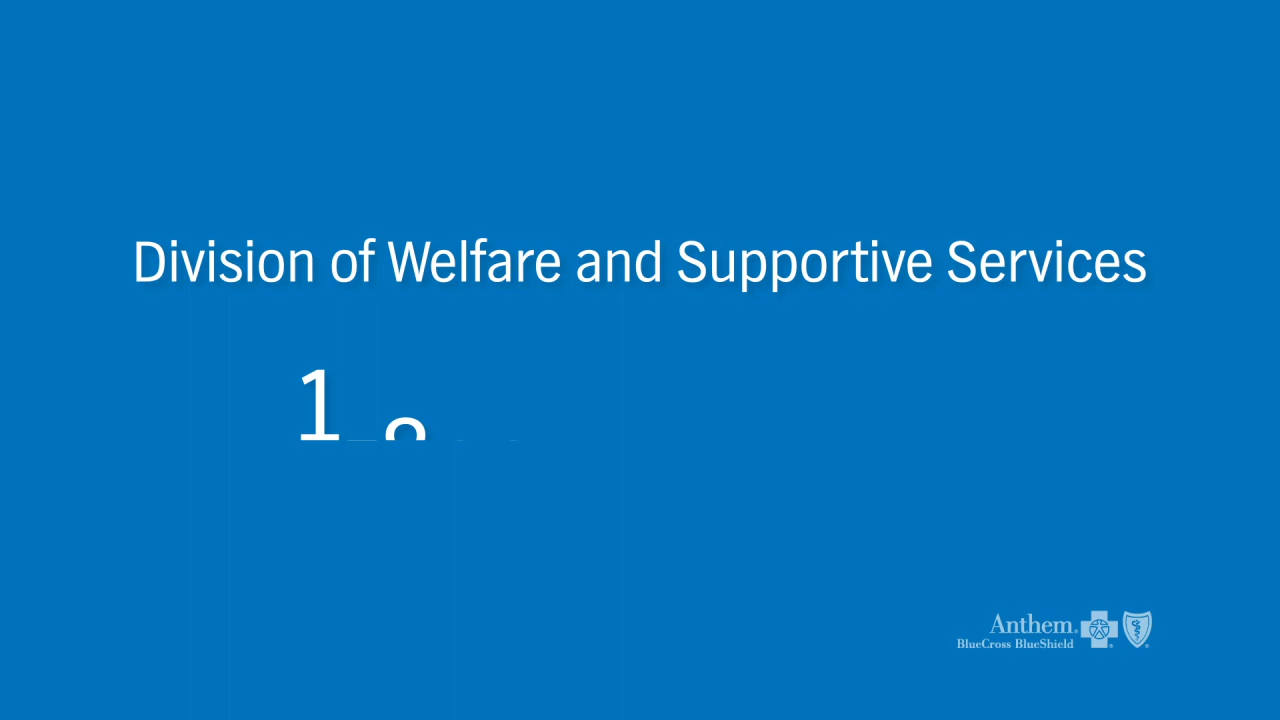 Division of Welfare and Supportive Services
1
Anthem.
BlueCross BlueShield